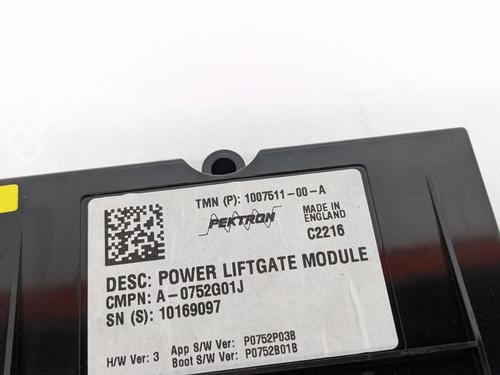 TMN (P): 1007511-00-A
PEKTRON
MADE IN
ENGLAND
C2216
DESC: POWER LIFTGATE MODULE
CMPN: A-0752G01J
SN (S): 10169097
H/W Ver: 3 App S/W Ver: P0752P03B
Boot S/W Ver: P0752B01B